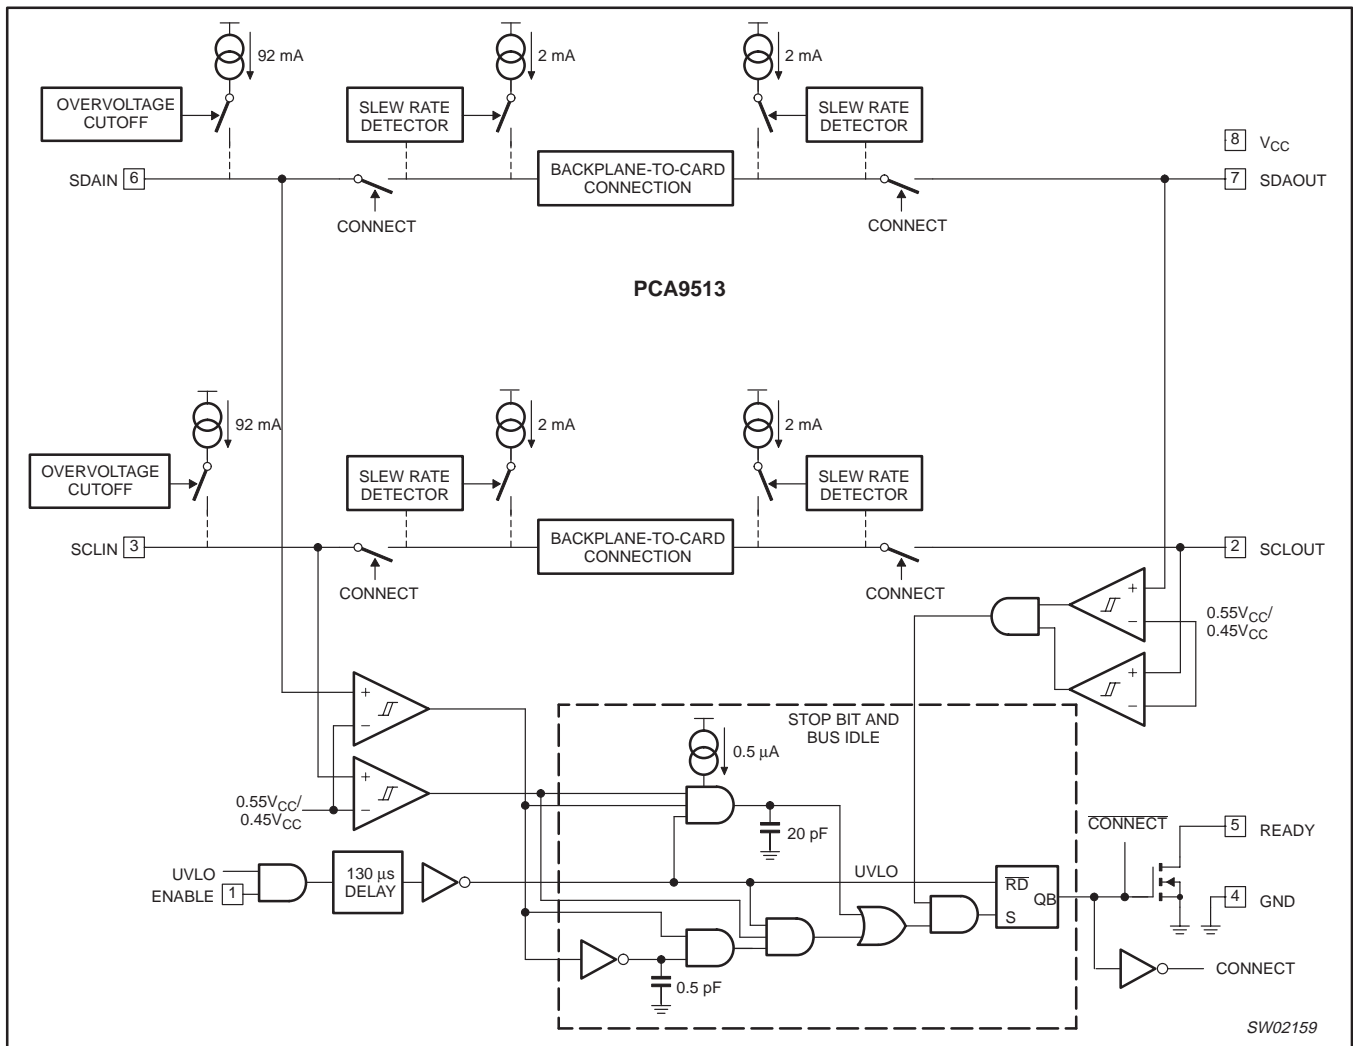 92 mA
2 mA
2 mA
OVERVOLTAGE
CUTOFF
SLEW RATE
DETECTOR
SLEW RATE
DETECTOR
8 VCC
SDAIN 6
BACKPLANE-TO-CARD
CONNECTION
7 SDAOUT
CONNECT
CONNECT
PCA9513
92 mA
2 mA
2 mA
OVERVOLTAGE
CUTOFF
SLEW RATE
DETECTOR
SLEW RATE
DETECTOR
SCLIN 3
BACKPLANE-TO-CARD
CONNECTION
2 SCLOUT
CONNECT
CONNECT
+
−
0.55VCC/
0.45VCC
+
−
+
−
STOP BIT AND
BUS IDLE
0.5 μA
+
−
0.55VCC/
0.45VCC
20 pF
CONNECT
5 READY
UVLO
ENABLE 1
130 μs
DELAY
UVLO
RD
QB
S
4 GND
0.5 pF
CONNECT
SW02159